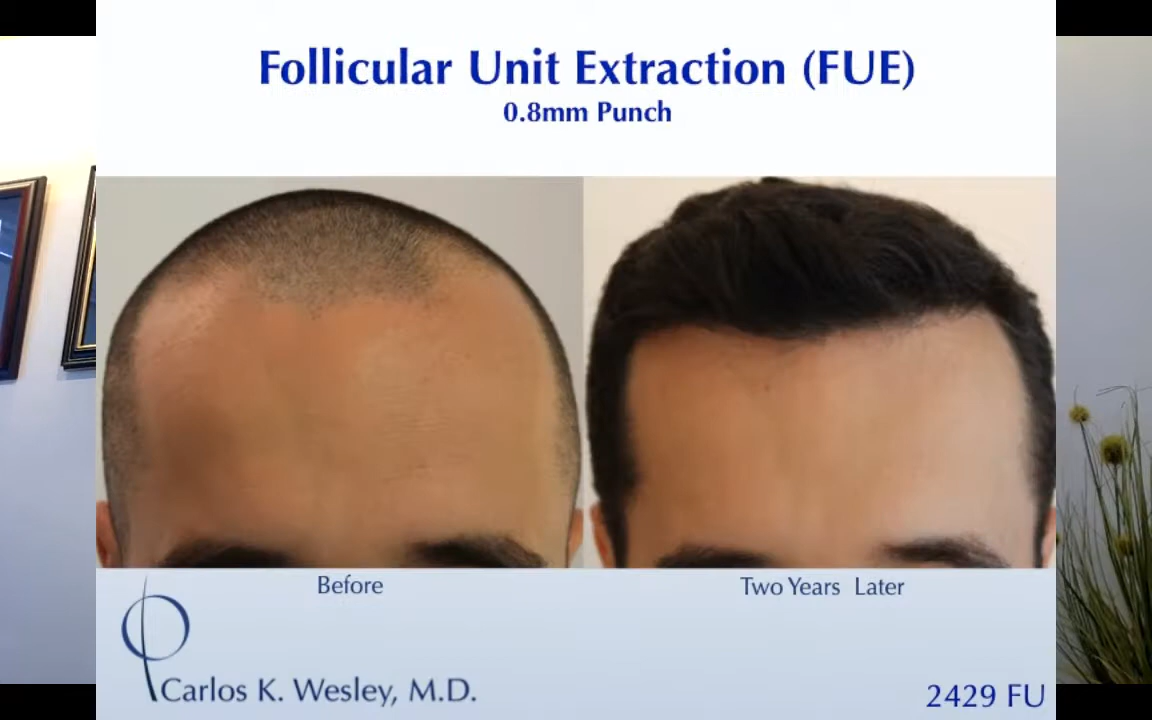 Follicular Unit Extraction (FUE)
0.8mm Punch
Before
Two Years Later
Carlos K. Wesley, M.D.
2429 FU